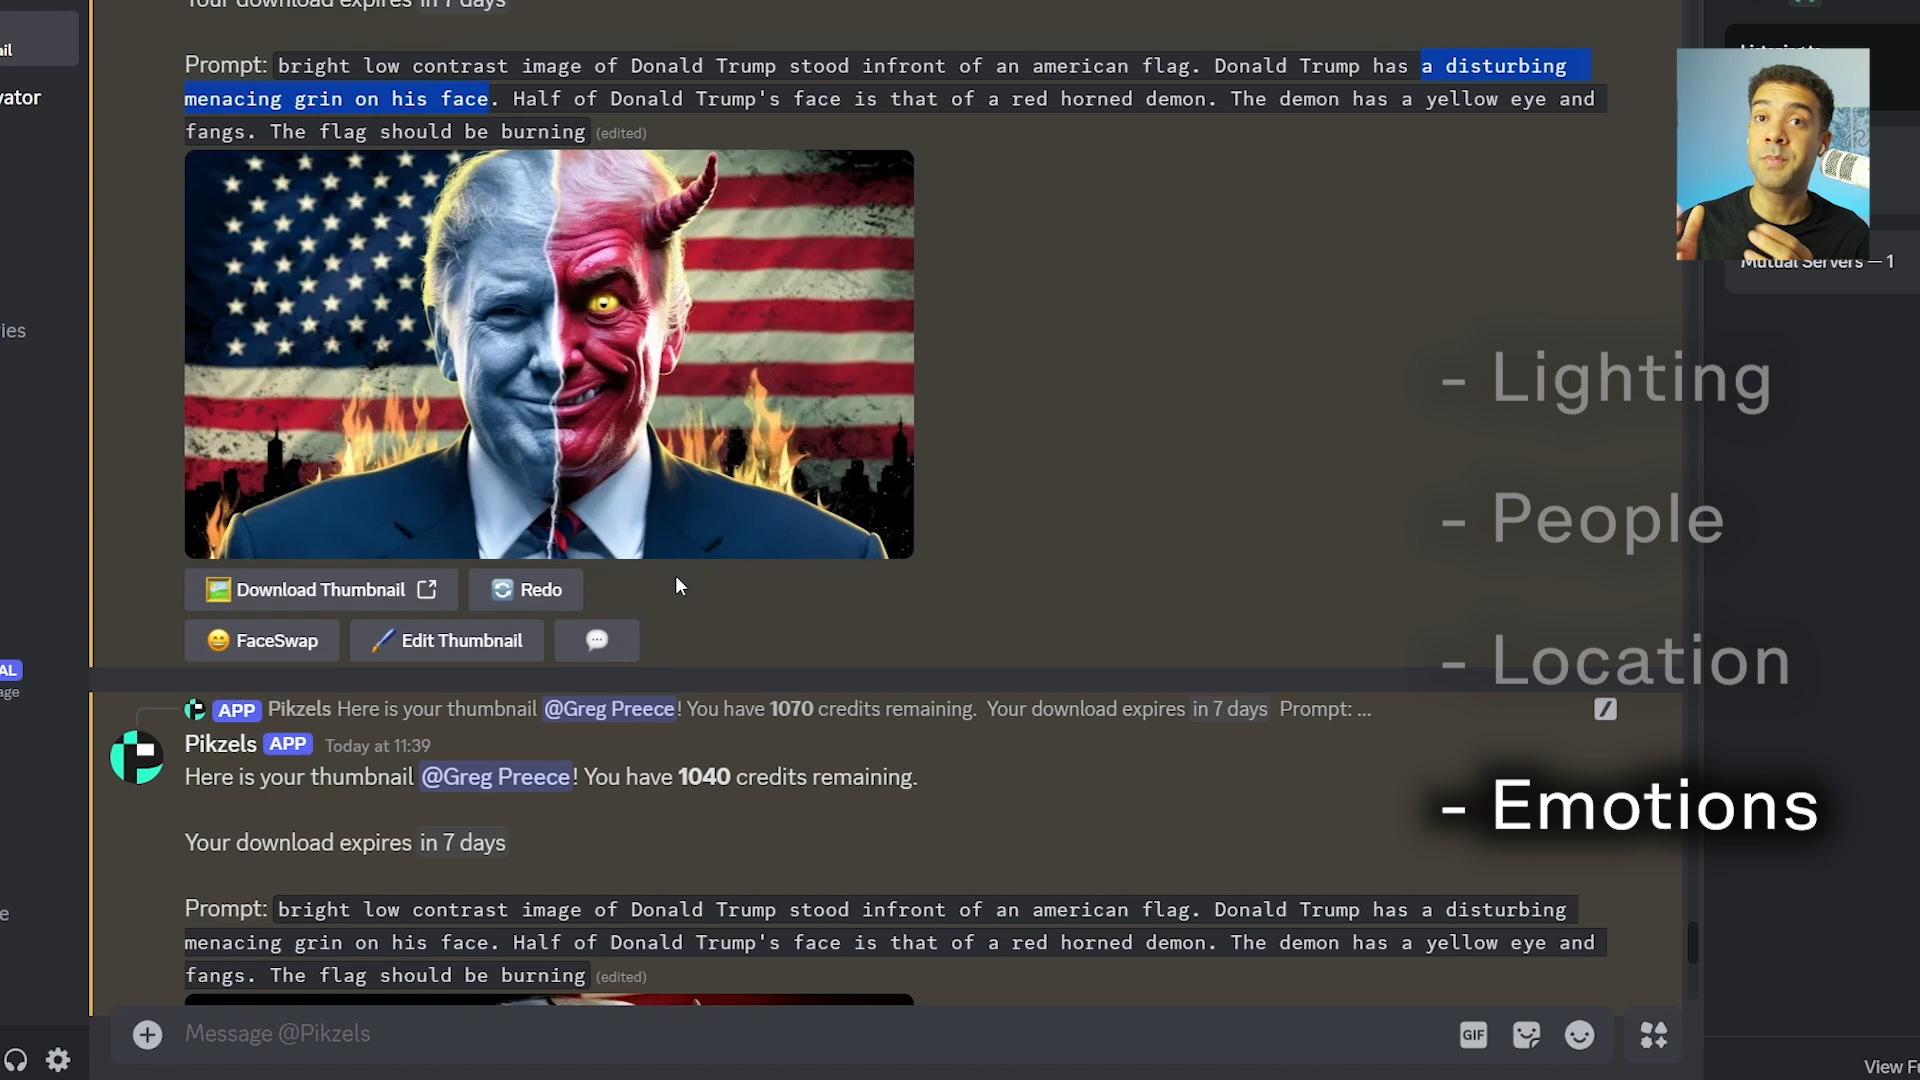 Your download expires in 7 days
Prompt: bright low contrast image of Donald Trump stood infront of an american flag. Donald Trump has a disturbing
menacing grin on his face. Half of Donald Trump's face is that of a red horned demon. The demon has a yellow eye and
fangs. The flag should be burning (edited)
Download Thumbnail
Redo
FaceSwap
Edit Thumbnail
APP Pikzels Here is your thumbnail @Greg Preece! You have 1070 credits remaining. Your download expires in 7 days Prompt: ...
Pikzels APP Today at 11:39
Here is your thumbnail @Greg Preece! You have 1040 credits remaining.
Your download expires in 7 days
Prompt: bright low contrast image of Donald Trump stood infront of an american flag. Donald Trump has a disturbing
menacing grin on his face. Half of Donald Trump's face is that of a red horned demon. The demon has a yellow eye and
fangs. The flag should be burning (edited)
Message @Pikzels
GIF
Mutual Servers — 1
- Lighting
- People
- Location
- Emotions